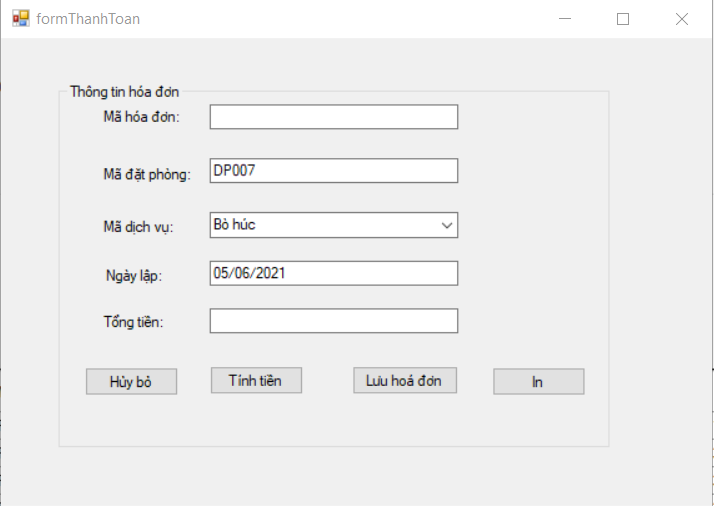 formThanhToan
Thông tin hóa đơn
Mã hóa đơn:
Mã đặt phòng: DP007
Mã dịch vụ: Bò húc
Ngày lập: 05/06/2021
Tổng tiền:
Hủy bỏ Tính tiền Lưu hoá đơn In